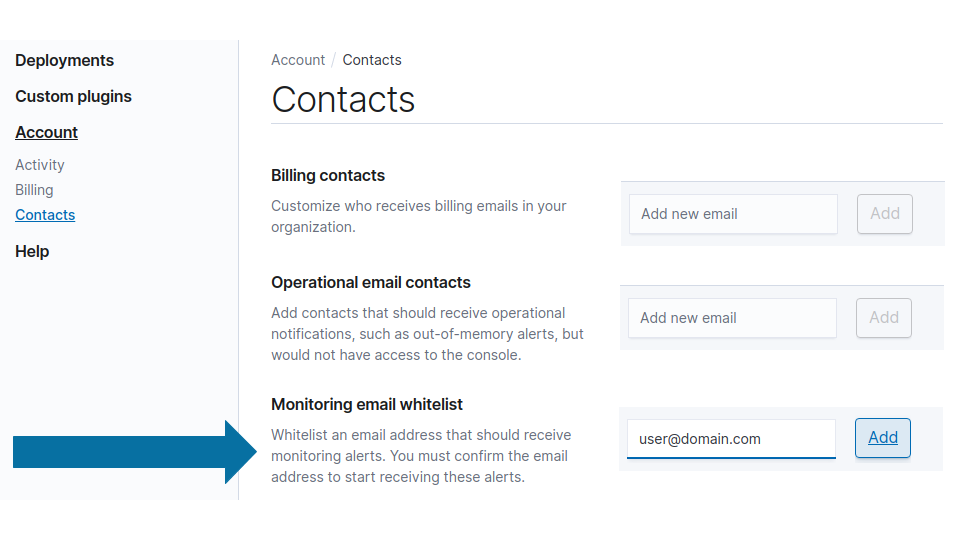 Deployments
Custom plugins
Account
Activity
Billing
Contacts
Help
Account / Contacts
Contacts
Billing contacts
Customize who receives billing emails in your
organization.
Add new email
Add
Operational email contacts
Add contacts that should receive operational
notifications, such as out-of-memory alerts, but
would not have access to the console.
Add new email
Add
Monitoring email whitelist
Whitelist an email address that should receive
monitoring alerts. You must confirm the email
address to start receiving these alerts.
user@domain.com
Add